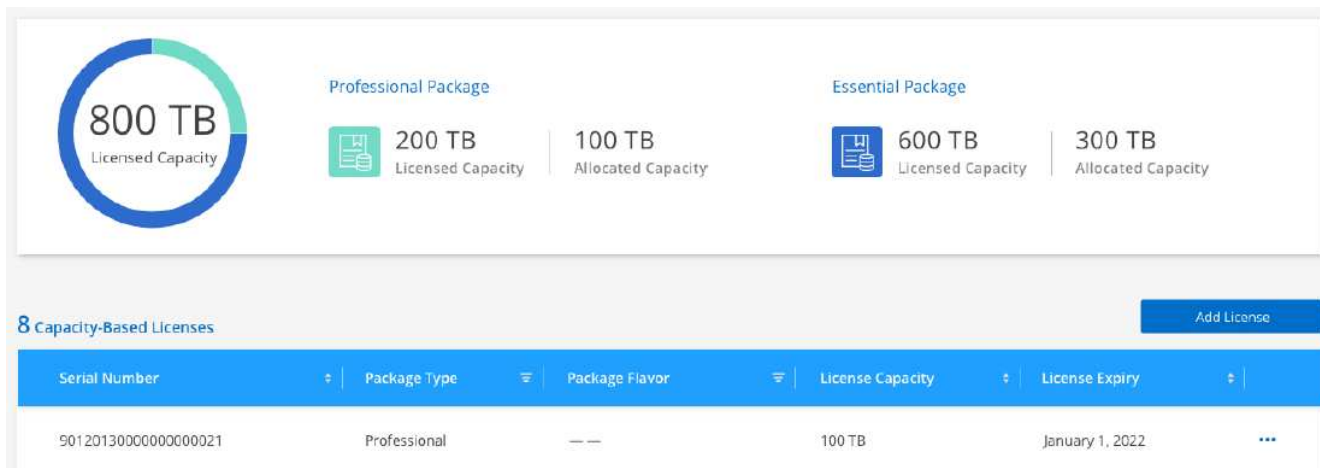 800 TB
Licensed Capacity
Professional Package
200 TB
Licensed Capacity
100 TB
Allocated Capacity
Essential Package
600 TB
Licensed Capacity
300 TB
Allocated Capacity
8 Capacity-Based Licenses
Add License
Serial Number Package Type Package Flavor License Capacity License Expiry
90120130000000000021 Professional — — 100 TB January 1, 2022 •••